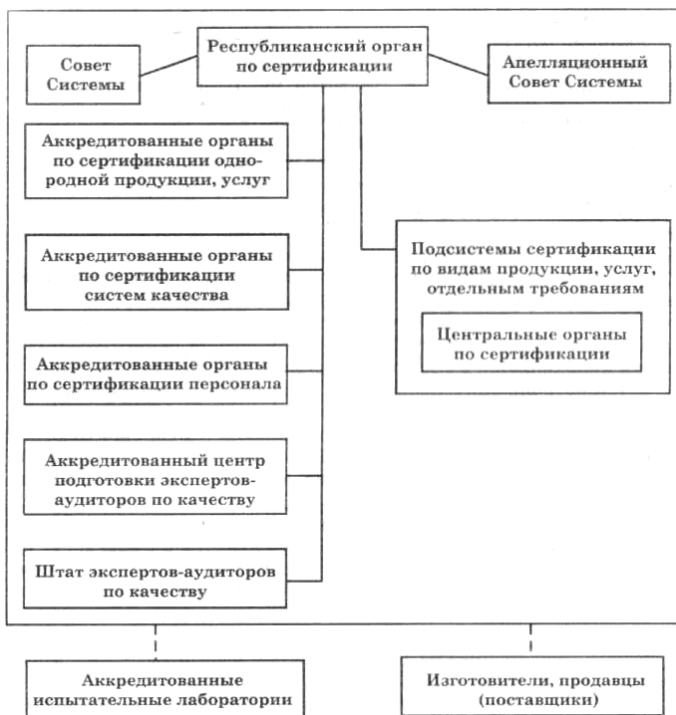 Республиканский орган
по сертификации
Совет
Системы
Апелляционный
Совет Системы
Аккредитованные органы
по сертификации одно-
родной продукции, услуг
Аккредитованные органы
по сертификации
систем качества
Аккредитованные органы
по сертификации персонала
Аккредитованный центр
подготовки экспертов-
аудиторов по качеству
Штат экспертов-аудиторов
по качеству
Подсистемы сертификации
по видам продукции, услуг,
отдельным требованиям
Центральные органы
по сертификации
Аккредитованные
испытательные лаборатории
Изготовители, продавцы
(поставщики)